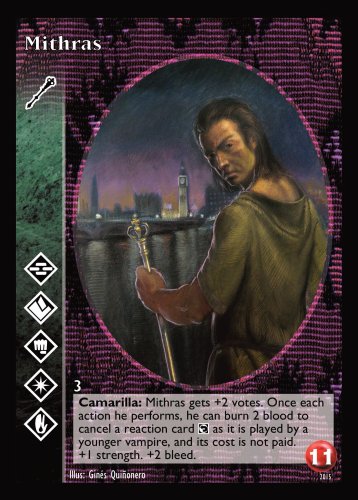 Mithras
3
Camarilla: Mithras gets +2 votes. Once each
action he performs, he can burn 2 blood to
cancel a reaction card as it is played by a
younger vampire, and its cost is not paid.
+1 strength. +2 bleed.
11
Illus: Ginés Quiñonero
2015